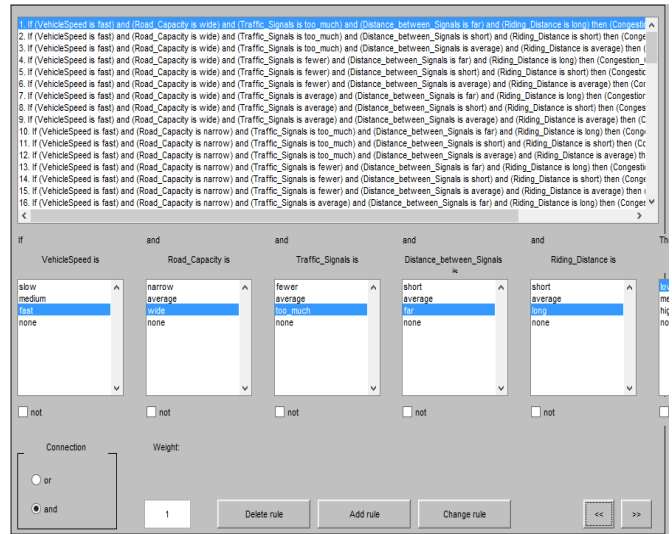 1. If (VehicleSpeed is fast) and (Road_Capacity is wide) and (Traffic_Signals is too_much) and (Distance_between_Signals is far) and (Riding_Distance is long) then (Congesti
2. If (VehicleSpeed is fast) and (Road_Capacity is wide) and (Traffic_Signals is too_much) and (Distance_between_Signals is short) and (Riding_Distance is short) then (Conge
3. If (VehicleSpeed is fast) and (Road_Capacity is wide) and (Traffic_Signals is too_much) and (Distance_between_Signals is average) and (Riding_Distance is average) then (
4. If (VehicleSpeed is fast) and (Road_Capacity is wide) and (Traffic_Signals is fewer) and (Distance_between_Signals is far) and (Riding_Distance is long) then (Congestion_
5. If (VehicleSpeed is fast) and (Road_Capacity is wide) and (Traffic_Signals is fewer) and (Distance_between_Signals is short) and (Riding_Distance is short) then (Congestic
6. If (VehicleSpeed is fast) and (Road_Capacity is wide) and (Traffic_Signals is fewer) and (Distance_between_Signals is average) and (Riding_Distance is average) then (Con
7. If (VehicleSpeed is fast) and (Road_Capacity is wide) and (Traffic_Signals is average) and (Distance_between_Signals is far) and (Riding_Distance is long) then (Congestio
8. If (VehicleSpeed is fast) and (Road_Capacity is wide) and (Traffic_Signals is average) and (Distance_between_Signals is short) and (Riding_Distance is short) then (Conges
9. If (VehicleSpeed is fast) and (Road_Capacity is wide) and (Traffic_Signals is average) and (Distance_between_Signals is average) and (Riding_Distance is average) then (C
10. If (VehicleSpeed is fast) and (Road_Capacity is narrow) and (Traffic_Signals is too_much) and (Distance_between_Signals is far) and (Riding_Distance is long) then (Cong
11. If (VehicleSpeed is fast) and (Road_Capacity is narrow) and (Traffic_Signals is too_much) and (Distance_between_Signals is short) and (Riding_Distance is short) then (Co
12. If (VehicleSpeed is fast) and (Road_Capacity is narrow) and (Traffic_Signals is too_much) and (Distance_between_Signals is average) and (Riding_Distance is average) th
13. If (VehicleSpeed is fast) and (Road_Capacity is narrow) and (Traffic_Signals is fewer) and (Distance_between_Signals is far) and (Riding_Distance is long) then (Congesti
14. If (VehicleSpeed is fast) and (Road_Capacity is narrow) and (Traffic_Signals is fewer) and (Distance_between_Signals is short) and (Riding_Distance is short) then (Conge
15. If (VehicleSpeed is fast) and (Road_Capacity is narrow) and (Traffic_Signals is fewer) and (Distance_between_Signals is average) and (Riding_Distance is average) then (
16. If (VehicleSpeed is fast) and (Road_Capacity is narrow) and (Traffic_Signals is average) and (Distance_between_Signals is far) and (Riding_Distance is long) then (Conges
If and and and and The
VehicleSpeed is Road_Capacity is Traffic_Signals is Distance_between_Signals is Riding_Distance is
slow narrow fewer short short low
medium average average average average me
fast wide too_much far long hig
none none none none none no
not not not not not
Connection Weight:
or
and 1 Delete rule Add rule Change rule << >>